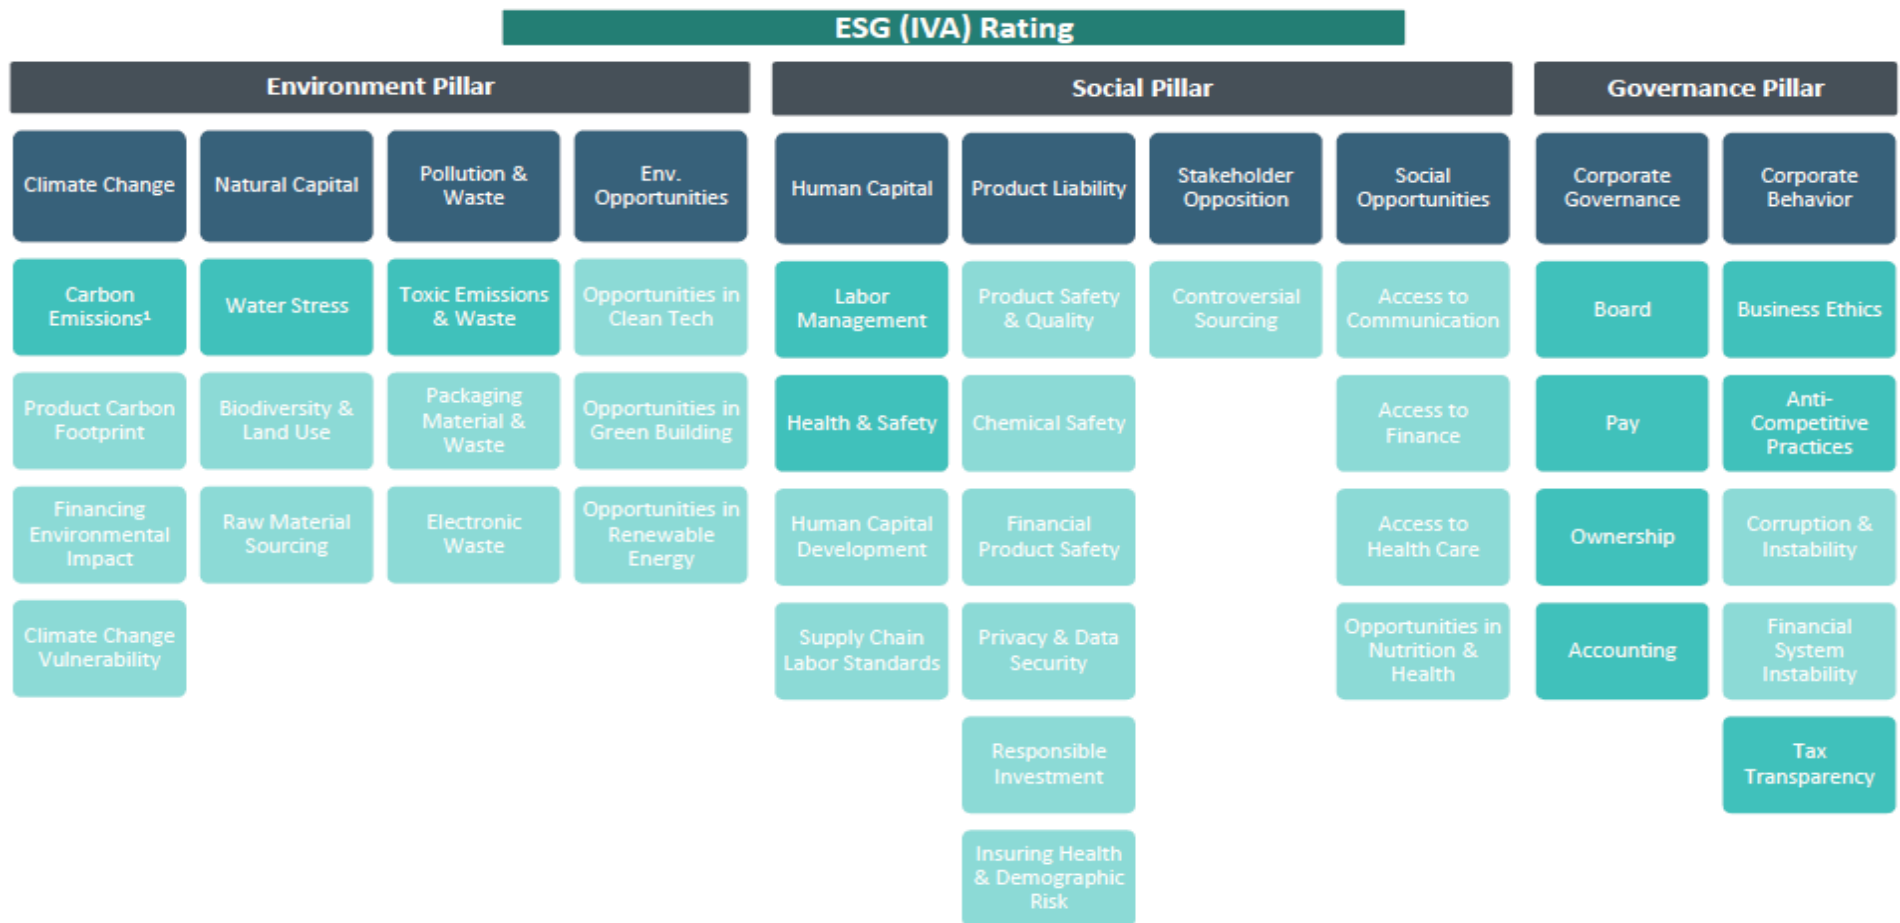 ESG (IVA) Rating
Environment Pillar
Social Pillar
Governance Pillar
Climate Change
Natural Capital
Pollution &
Waste
Env.
Opportunities
Human Capital
Product Liability
Stakeholder
Opposition
Social
Opportunities
Corporate
Governance
Corporate
Behavior
Carbon
Emissions¹
Water Stress
Toxic Emissions
& Waste
Opportunities in
Clean Tech
Labor
Management
Product Safety
& Quality
Controversial
Sourcing
Access to
Communication
Board
Business Ethics
Product Carbon
Footprint
Biodiversity &
Land Use
Packaging
Material &
Waste
Opportunities in
Green Building
Health & Safety
Chemical Safety
Access to
Finance
Pay
Anti-
Competitive
Practices
Financing
Environmental
Impact
Raw Material
Sourcing
Electronic
Waste
Opportunities in
Renewable
Energy
Human Capital
Development
Financial
Product Safety
Access to
Health Care
Ownership
Corruption &
Instability
Climate Change
Vulnerability
Supply Chain
Labor Standards
Privacy & Data
Security
Opportunities in
Nutrition &
Health
Accounting
Financial
System
Instability
Responsible
Investment
Tax
Transparency
Insuring Health
& Demographic
Risk